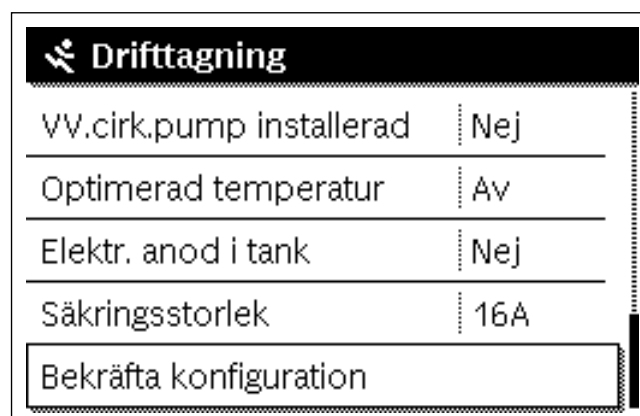 Drifttagning
VV.cirk.pump installerad Nej
Optimerad temperatur Av
Elektr. anod i tank Nej
Säkringsstorlek 16A
Bekräfta konfiguration